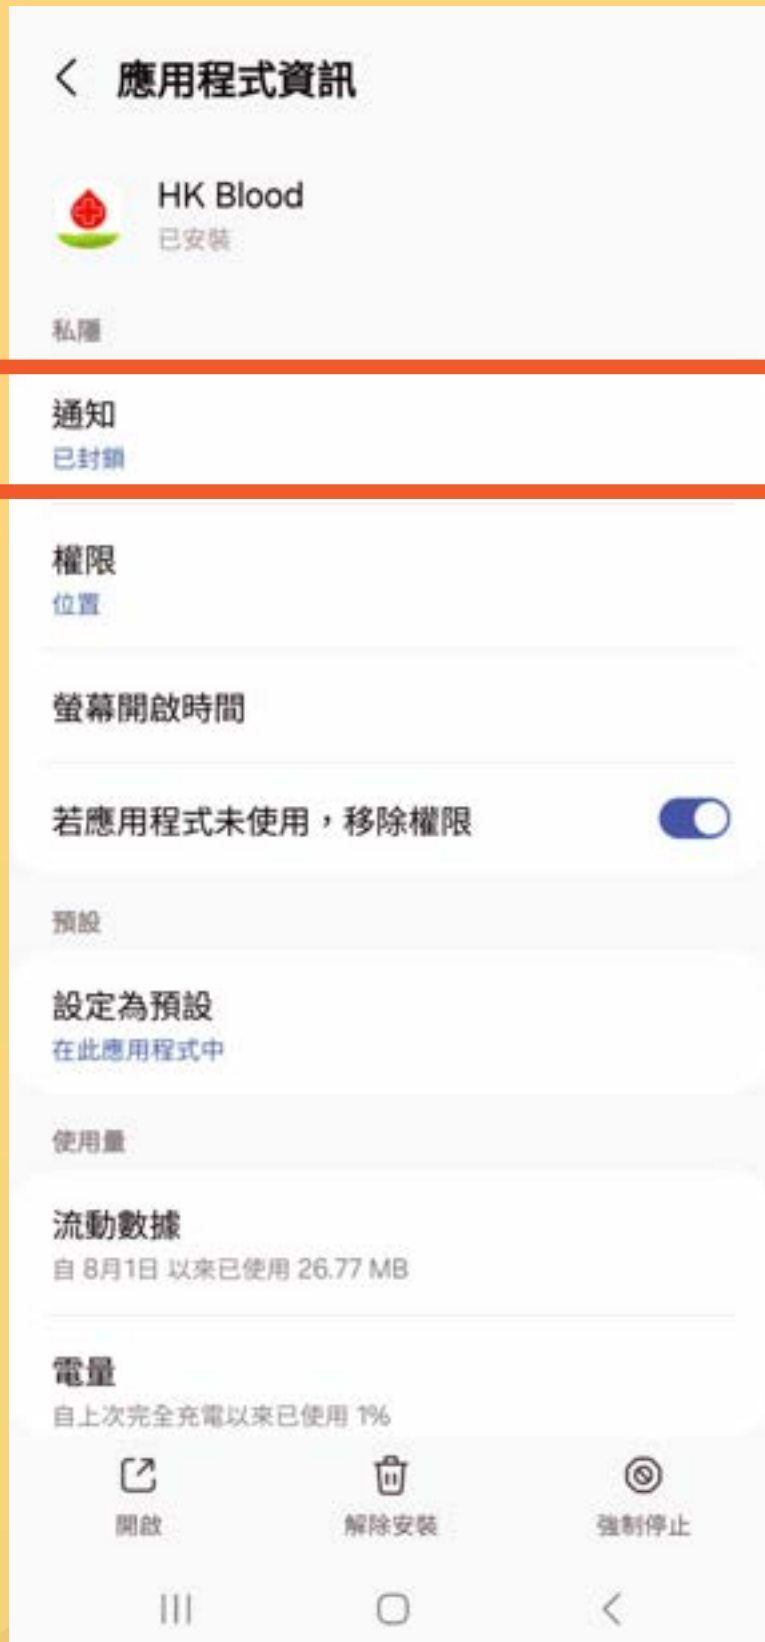 應用程式資訊
HK Blood
已安裝
私隱
通知
已封鎖
權限
位置
螢幕開啟時間
若應用程式未使用，移除權限
預設
設定為預設
在此應用程式中
使用量
流動數據
自 8月1日 以來已使用 26.77 MB
電量
自上次完全充電以來已使用 1%
開啟
解除安裝
強制停止